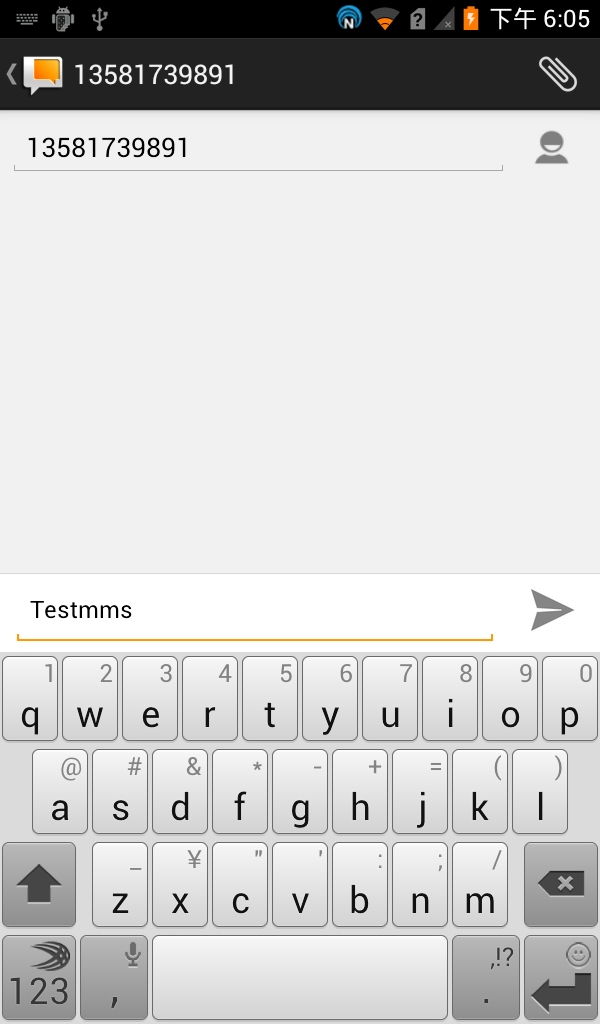 下午 6:05
13581739891
13581739891
Testmms
1 2 3 4 5 6 7 8 9 0
q w e r t y u i o p
@ # & * - + = ( )
a s d f g h j k l
_ ¥ " ' : ; /
z x c v b n m
,!?
123 , .